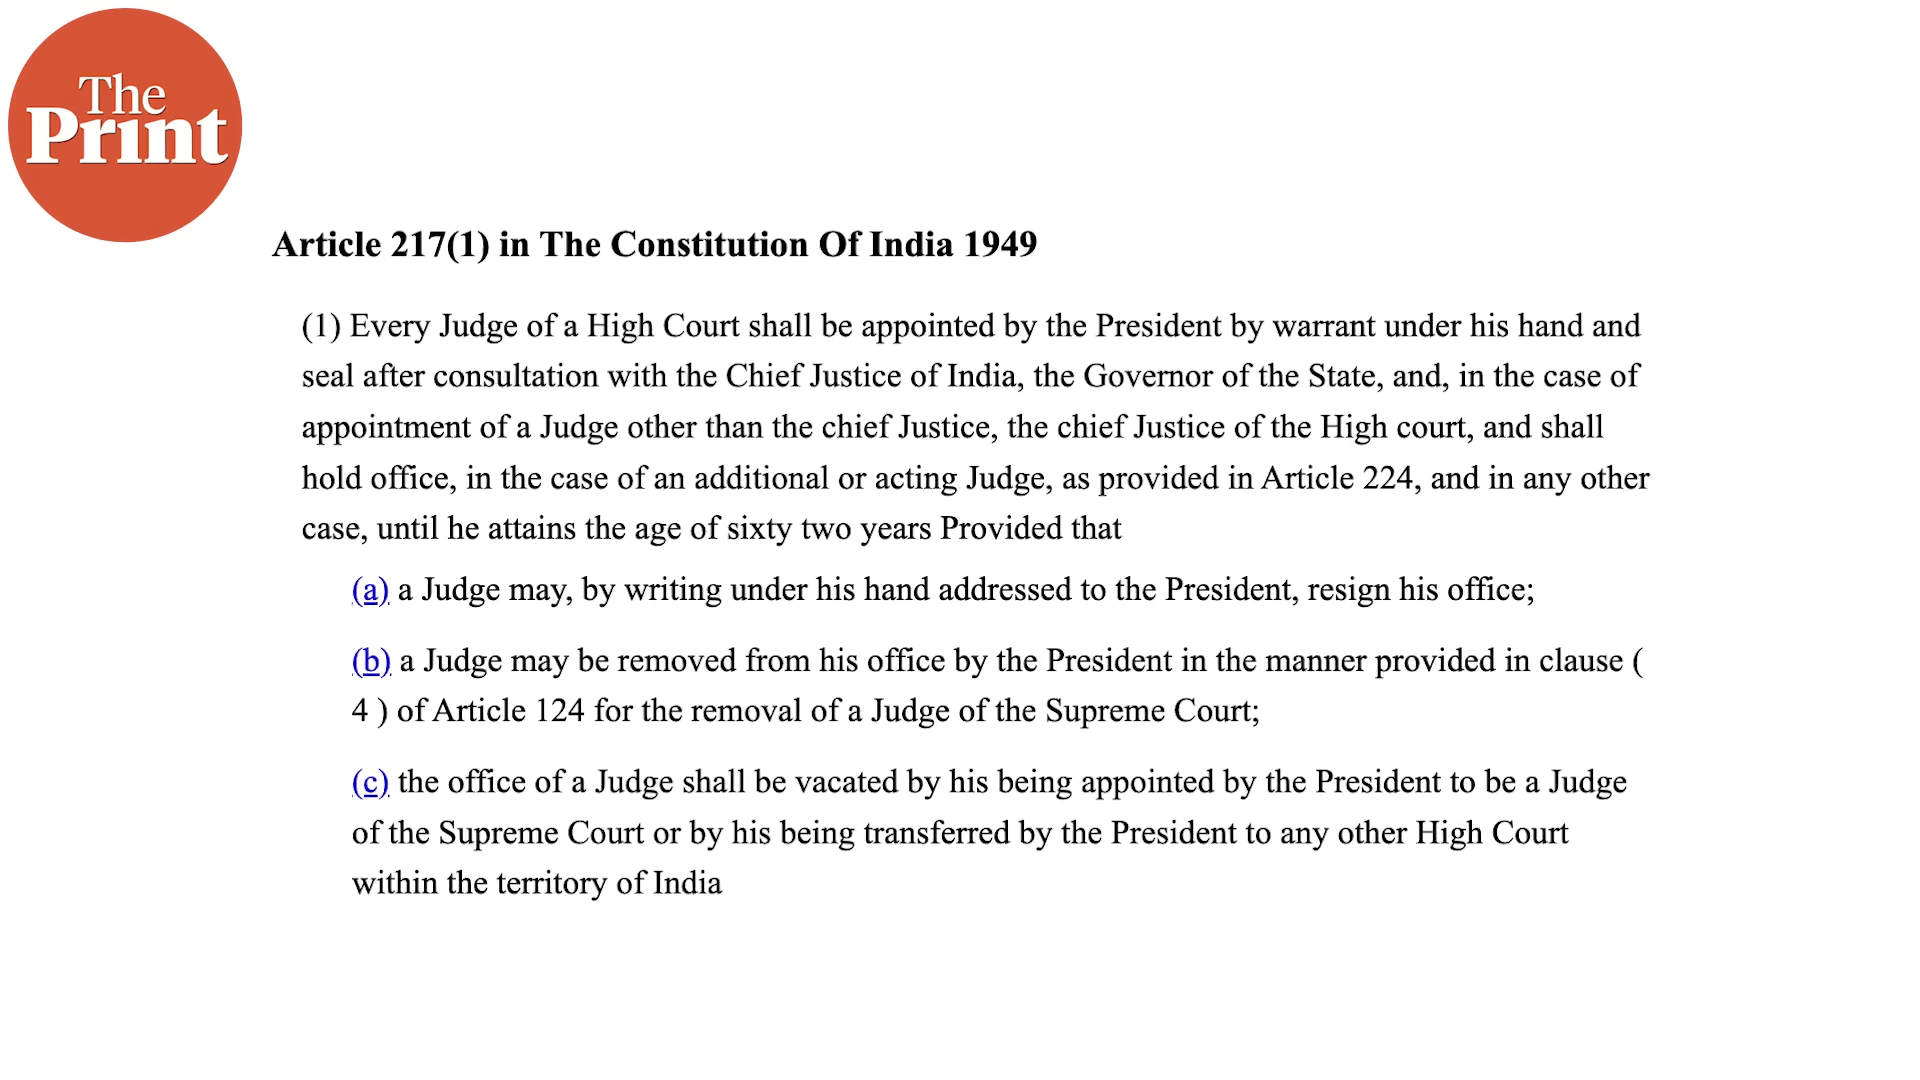 The
Print
Article 217(1) in The Constitution Of India 1949
(1) Every Judge of a High Court shall be appointed by the President by warrant under his hand and
seal after consultation with the Chief Justice of India, the Governor of the State, and, in the case of
appointment of a Judge other than the chief Justice, the chief Justice of the High court, and shall
hold office, in the case of an additional or acting Judge, as provided in Article 224, and in any other
case, until he attains the age of sixty two years Provided that
(a) a Judge may, by writing under his hand addressed to the President, resign his office;
(b) a Judge may be removed from his office by the President in the manner provided in clause (
4 ) of Article 124 for the removal of a Judge of the Supreme Court;
(c) the office of a Judge shall be vacated by his being appointed by the President to be a Judge
of the Supreme Court or by his being transferred by the President to any other High Court
within the territory of India